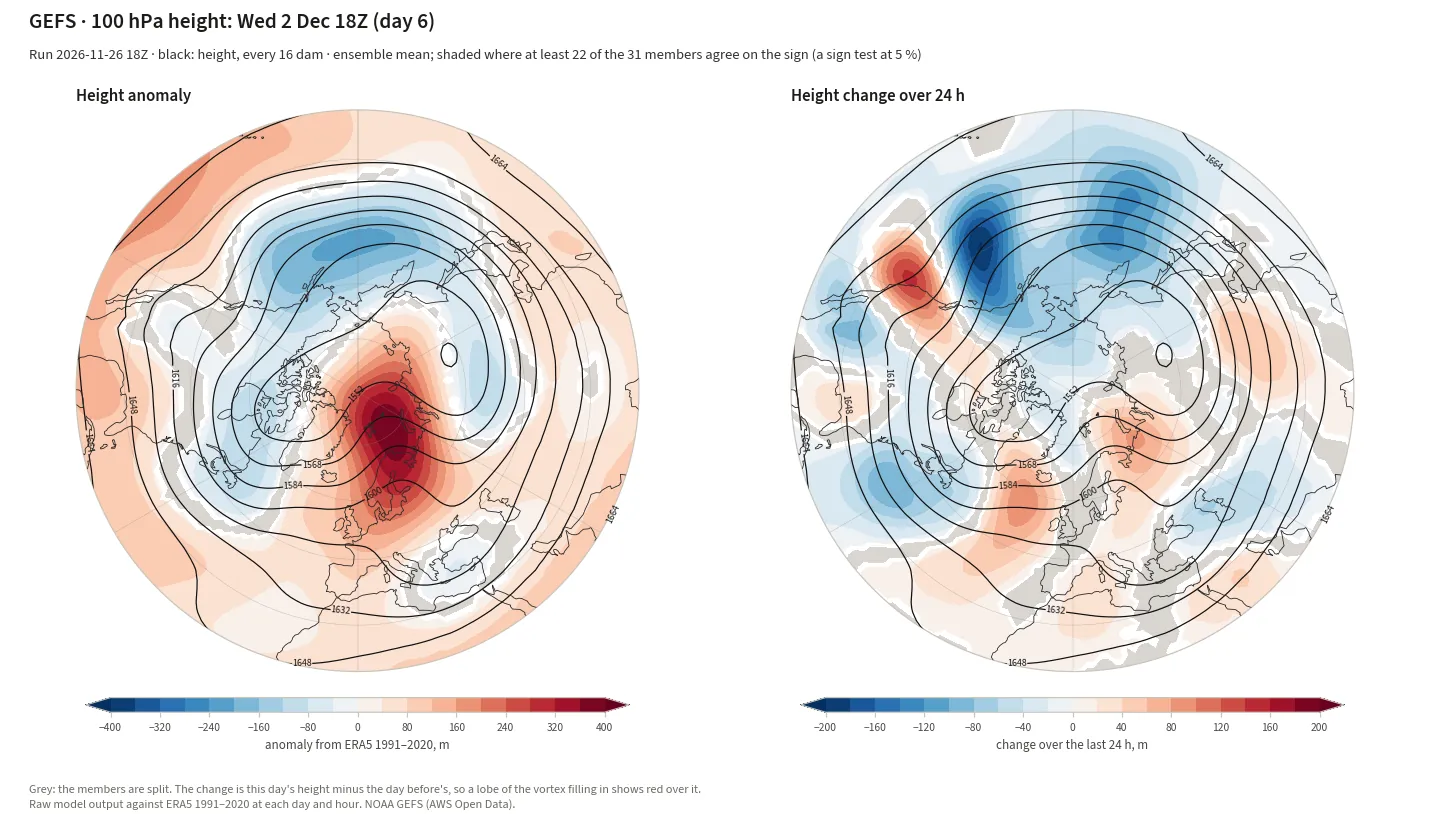 GEFS · 100 hPa height: Wed 2 Dec 18Z (day 6)
Run 2026-11-26 18Z · black: height, every 16 dam · ensemble mean; shaded where at least 22 of the 31 members agree on the sign (a sign test at 5 %)
Height anomaly
Height change over 24 h
1664
1616
1648
1664
1552
1568
1584
1600
1664
1632
1648
1664
1616
1648
1664
1552
1568
1584
1600
1664
1632
1648
−400 −320 −240 −160 −80 0 80 160 240 320 400
anomaly from ERA5 1991–2020, m
−200 −160 −120 −80 −40 0 40 80 120 160 200
change over the last 24 h, m
Grey: the members are split. The change is this day's height minus the day before's, so a lobe of the vortex filling in shows red over it.
Raw model output against ERA5 1991–2020 at each day and hour. NOAA GEFS (AWS Open Data).